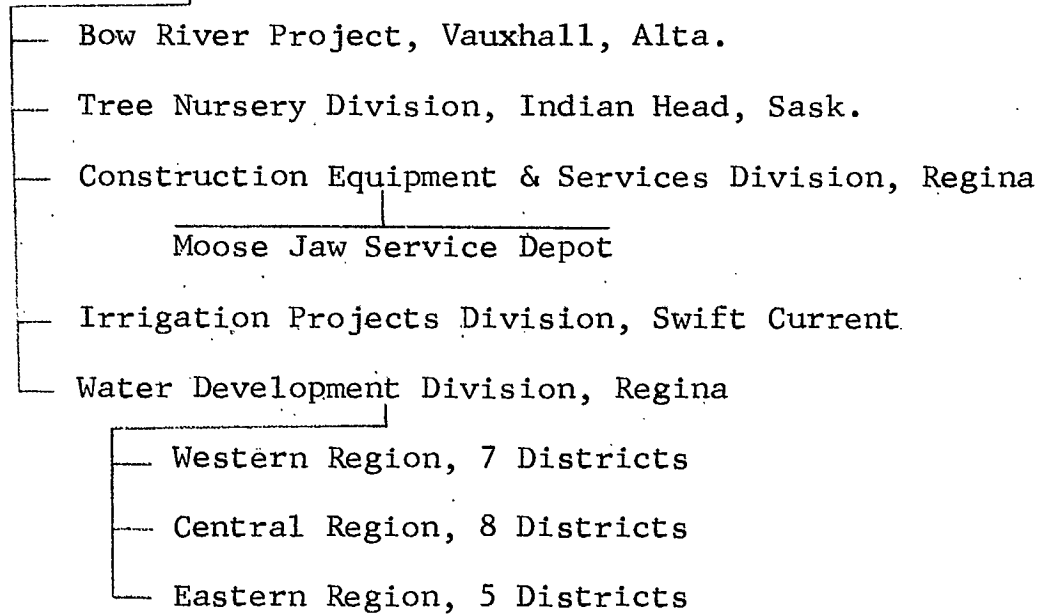 Bow River Project, Vauxhall, Alta.
Tree Nursery Division, Indian Head, Sask.
Construction Equipment & Services Division, Regina
Moose Jaw Service Depot
Irrigation Projects Division, Swift Current
Water Development Division, Regina
Western Region, 7 Districts
Central Region, 8 Districts
Eastern Region, 5 Districts